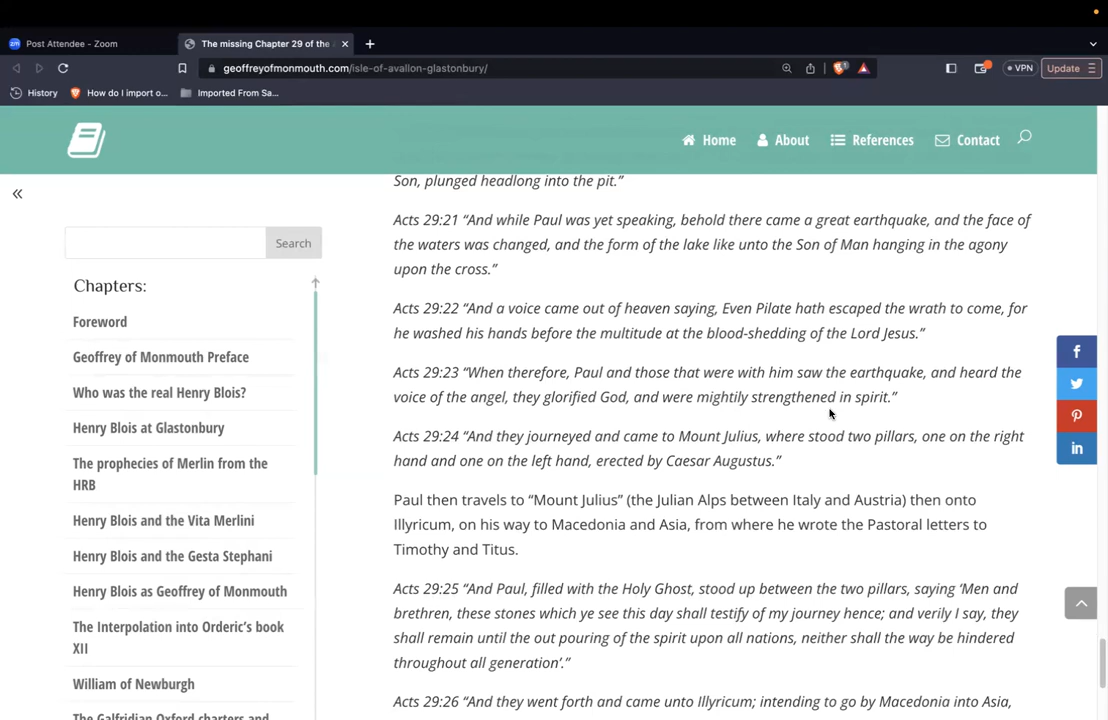 Post Attendee - Zoom
The missing Chapter 29 of the
geoffreyofmonmouth.com/isle-of-avallon-glastonbury/
1
VPN
Update
History
How do I import o...
Imported From Sa...
Home
About
References
Contact
Son, plunged headlong into the pit.”
Acts 29:21 “And while Paul was yet speaking, behold there came a great earthquake, and the face of
the waters was changed, and the form of the lake like unto the Son of Man hanging in the agony
upon the cross.”
Acts 29:22 “And a voice came out of heaven saying, Even Pilate hath escaped the wrath to come, for
he washed his hands before the multitude at the blood-shedding of the Lord Jesus.”
Acts 29:23 “When therefore, Paul and those that were with him saw the earthquake, and heard the
voice of the angel, they glorified God, and were mightily strengthened in spirit.”
Acts 29:24 “And they journeyed and came to Mount Julius, where stood two pillars, one on the right
hand and one on the left hand, erected by Caesar Augustus.”
Paul then travels to “Mount Julius” (the Julian Alps between Italy and Austria) then onto
Illyricum, on his way to Macedonia and Asia, from where he wrote the Pastoral letters to
Timothy and Titus.
Acts 29:25 “And Paul, filled with the Holy Ghost, stood up between the two pillars, saying ‘Men and
brethren, these stones which ye see this day shall testify of my journey hence; and verily I say, they
shall remain until the out pouring of the spirit upon all nations, neither shall the way be hindered
throughout all generation’.”
Acts 29:26 “And they went forth and came unto Illyricum; intending to go by Macedonia into Asia,
Search
Chapters:
Foreword
Geoffrey of Monmouth Preface
Who was the real Henry Blois?
Henry Blois at Glastonbury
The prophecies of Merlin from the
HRB
Henry Blois and the Vita Merlini
Henry Blois and the Gesta Stephani
Henry Blois as Geoffrey of Monmouth
The Interpolation into Orderic’s book
XII
William of Newburgh
The Galfridian Oxford charters and